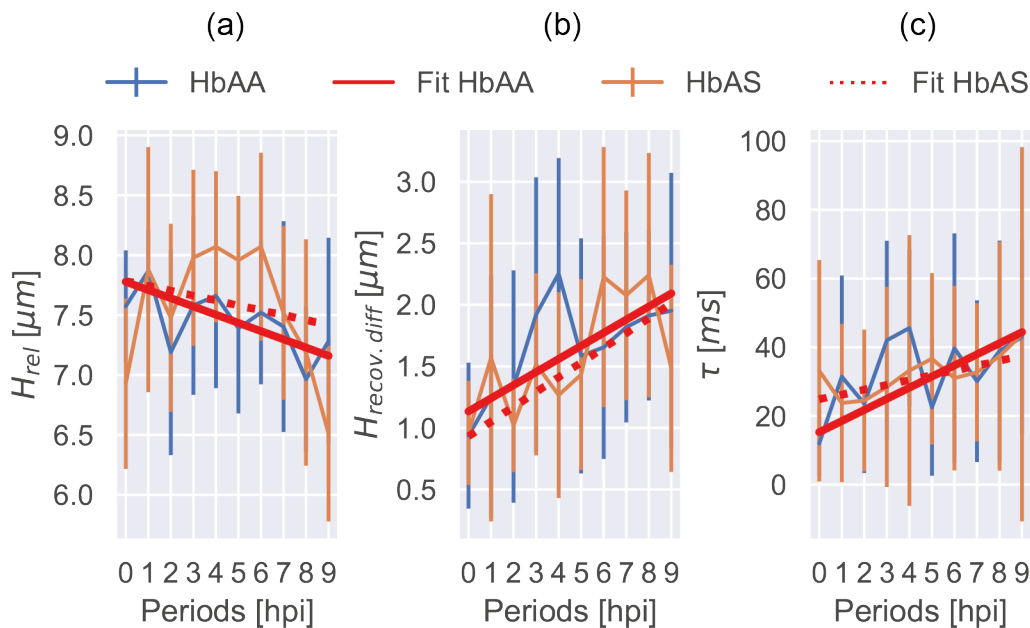 (a) (b) (c)
HbAA Fit HbAA HbAS Fit HbAS
H_rel [μm]
9.0
8.5
8.0
7.5
7.0
6.5
6.0
0 1 2 3 4 5 6 7 8 9
Periods [hpi]
H_recov. diff [μm]
3.0
2.5
2.0
1.5
1.0
0.5
0 1 2 3 4 5 6 7 8 9
Periods [hpi]
τ [ms]
100
80
60
40
20
0
0 1 2 3 4 5 6 7 8 9
Periods [hpi]